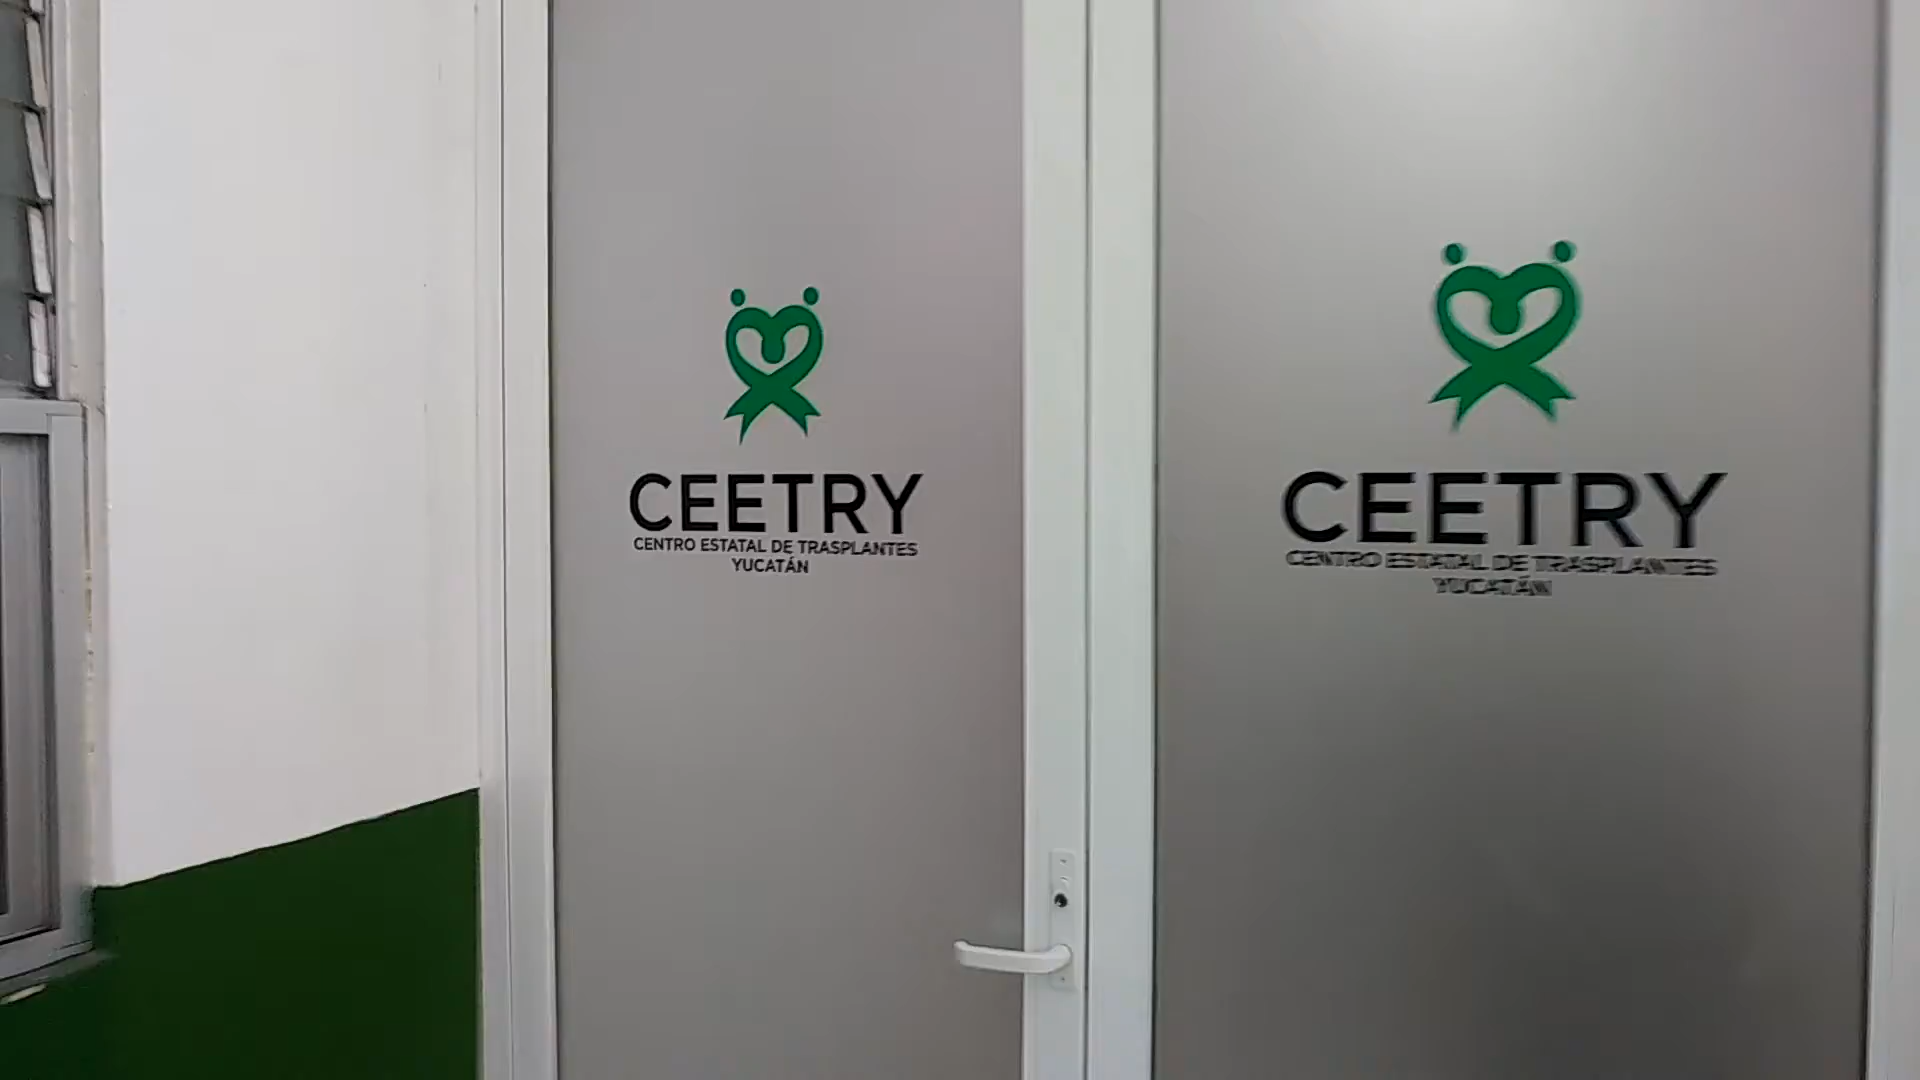 CEETRY
CENTRO ESTATAL DE TRASPLANTES
YUCATÁN
CEETRY
CENTRO ESTATAL DE TRASPLANTES
YUCATÁN